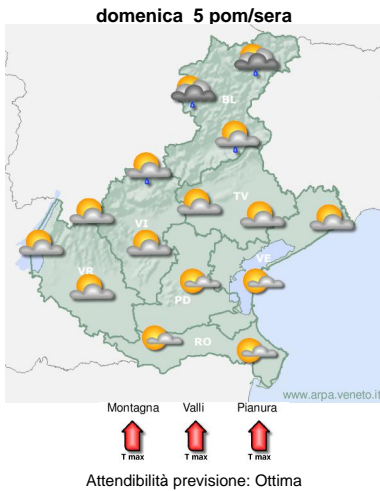 domenica 5 pom/sera
BL
TV
VI
VR
VE
PD
RO
www.arpa.veneto.it
Montagna Valli Pianura
T max T max T max
Attendibilità previsione: Ottima